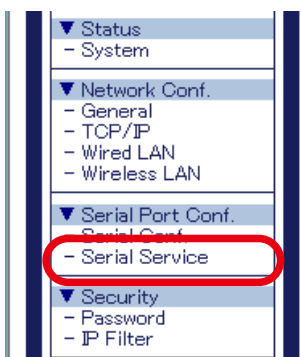 ▼ Status
- System
▼ Network Conf.
- General
- TCP/IP
- Wired LAN
- Wireless LAN
▼ Serial Port Conf.
- Serial Conf.
- Serial Service
▼ Security
- Password
- IP Filter